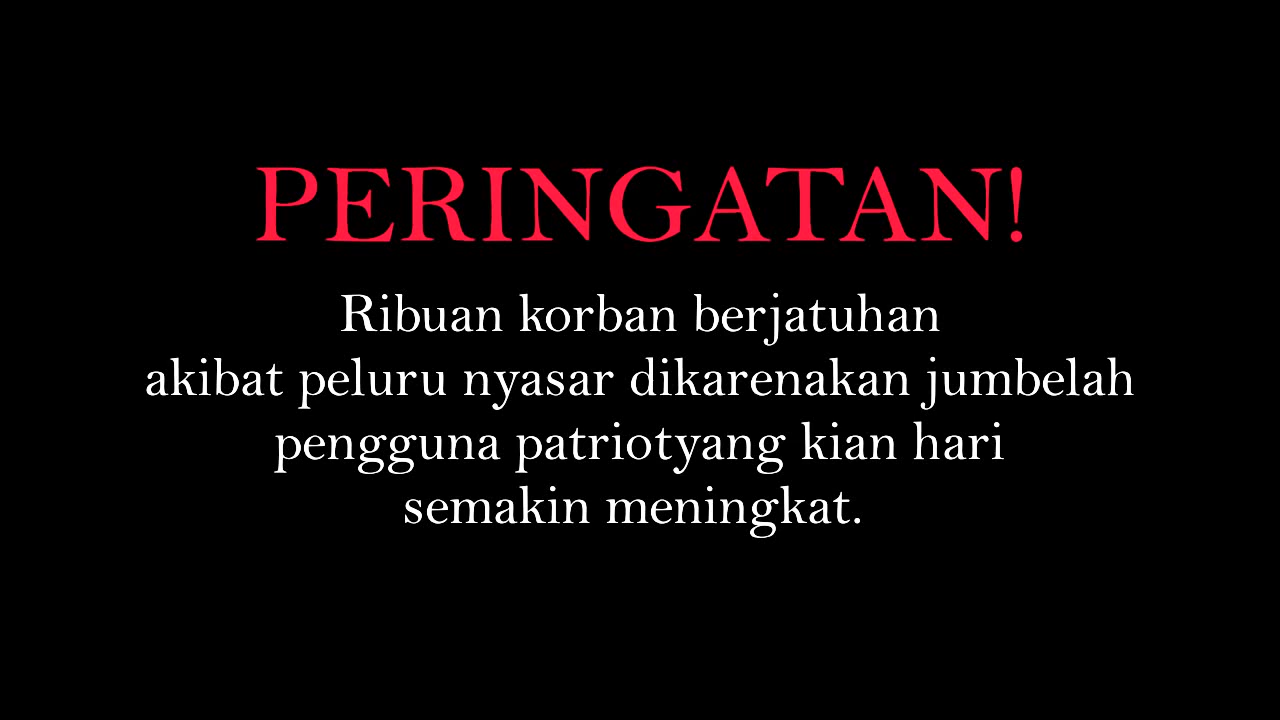 PERINGATAN!
Ribuan korban berjatuhan
akibat peluru nyasar dikarenakan jumbelah
pengguna patriotyang kian hari
semakin meningkat.